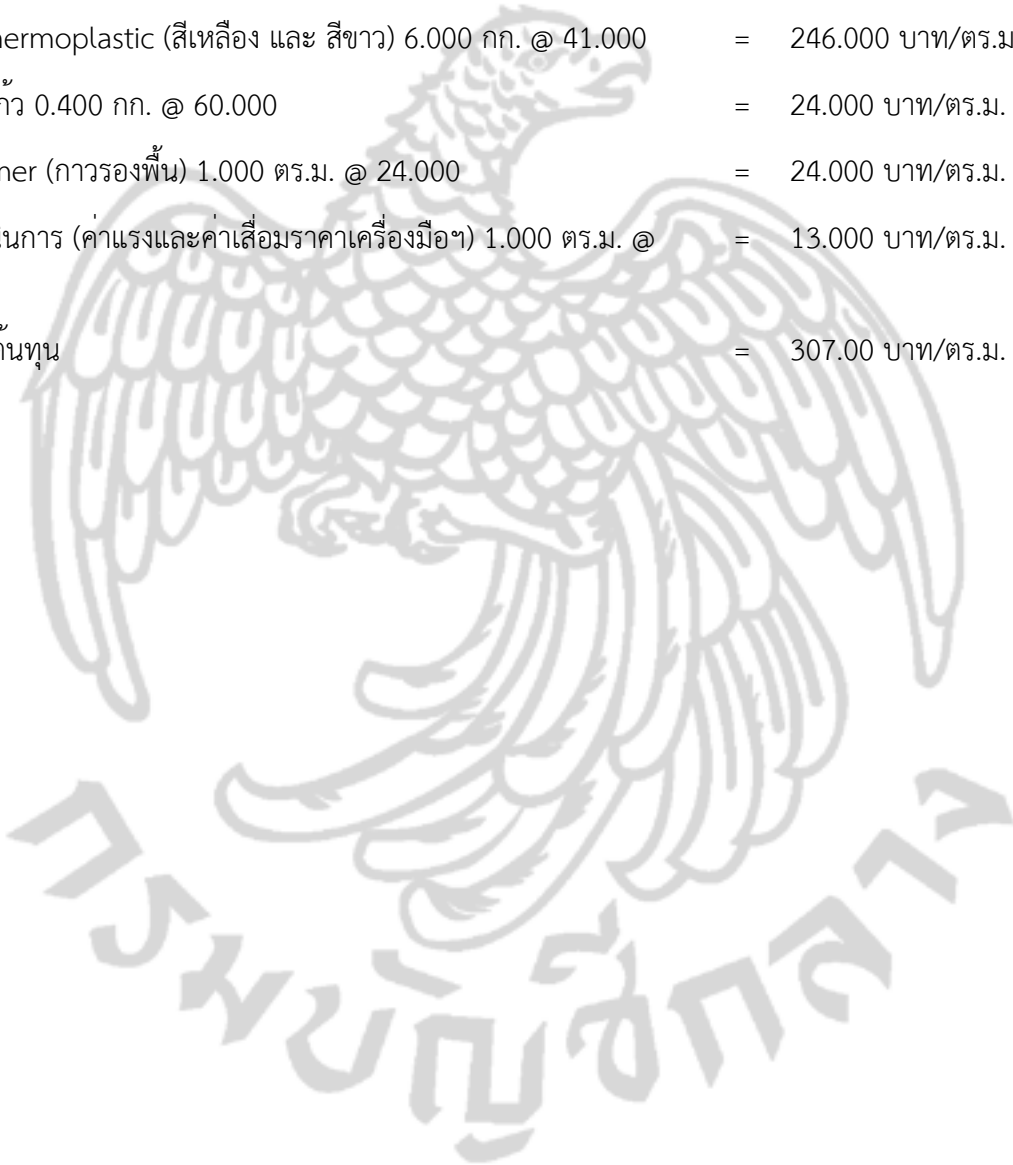 hermoplastic (สีเหลือง และ สีขาว) 6.000 กก. @ 41.000 = 246.000 บาท/ตร.ม
ก้ว 0.400 กก. @ 60.000 = 24.000 บาท/ตร.ม.
ner (กาวรองพื้น) 1.000 ตร.ม. @ 24.000 = 24.000 บาท/ตร.ม.
นินการ (ค่าแรงและค่าเสื่อมราคาเครื่องมือฯ) 1.000 ตร.ม. @ = 13.000 บาท/ตร.ม.
ต้นทุน = 307.00 บาท/ตร.ม.
กรมบัญชีกลาง